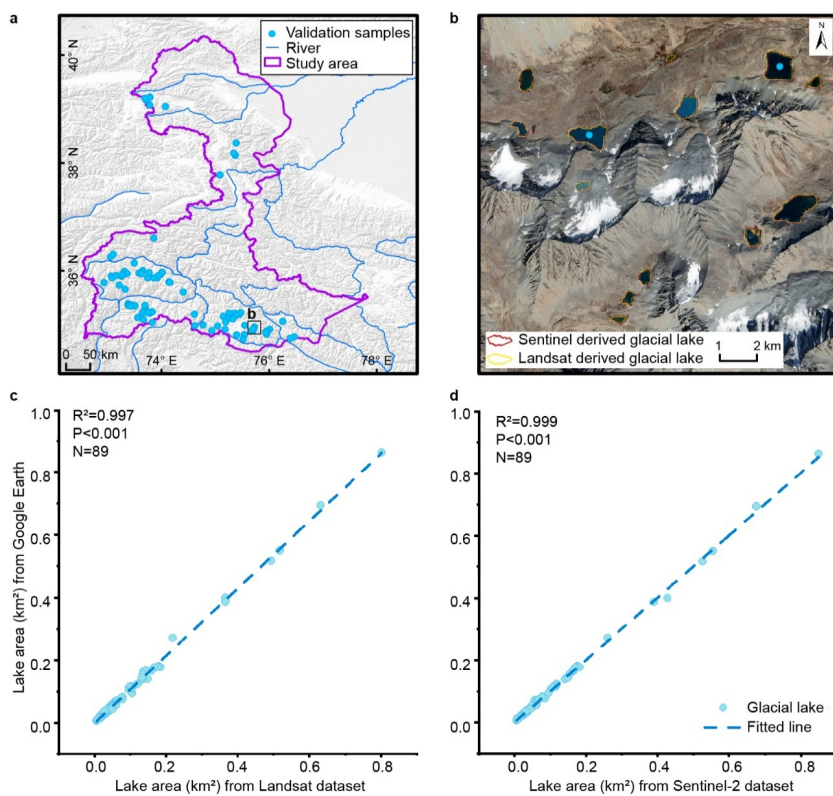 a
Validation samples
River
Study area
40° N
38° N
36° N
b
0 50 km
74° E
76° E
78° E
b
N
Sentinel derived glacial lake
Landsat derived glacial lake
1 2 km
c
R²=0.997
P<0.001
N=89
1.0
0.8
0.6
0.4
0.2
0.0
Lake area (km²) from Google Earth
0.0 0.2 0.4 0.6 0.8
Lake area (km²) from Landsat dataset
d
R²=0.999
P<0.001
N=89
1.0
0.8
0.6
0.4
0.2
0.0
Glacial lake
Fitted line
0.0 0.2 0.4 0.6 0.8
Lake area (km²) from Sentinel-2 dataset